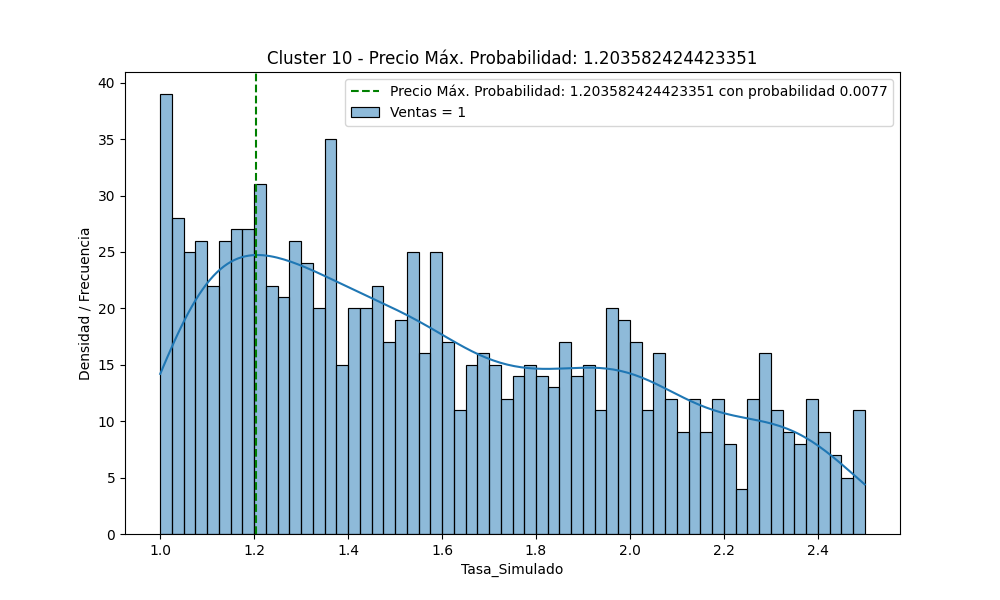 Cluster 10 - Precio Máx. Probabilidad: 1.203582424423351
Precio Máx. Probabilidad: 1.203582424423351 con probabilidad 0.0077
Ventas = 1
Densidad / Frecuencia
40
35
30
25
20
15
10
5
0
1.0 1.2 1.4 1.6 1.8 2.0 2.2 2.4
Tasa_Simulado